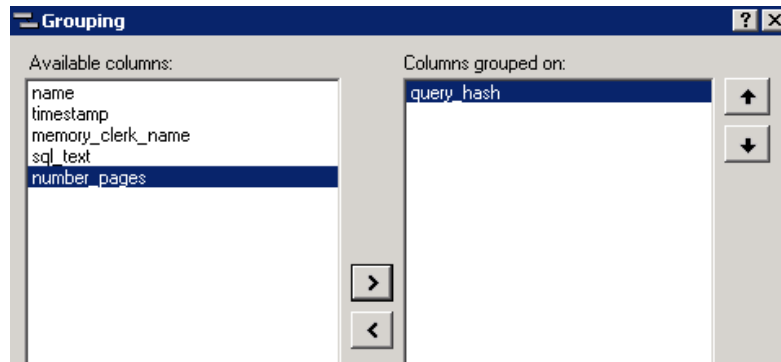 Grouping
Available columns:
name
timestamp
memory_clerk_name
sql_text
number_pages
Columns grouped on:
query_hash